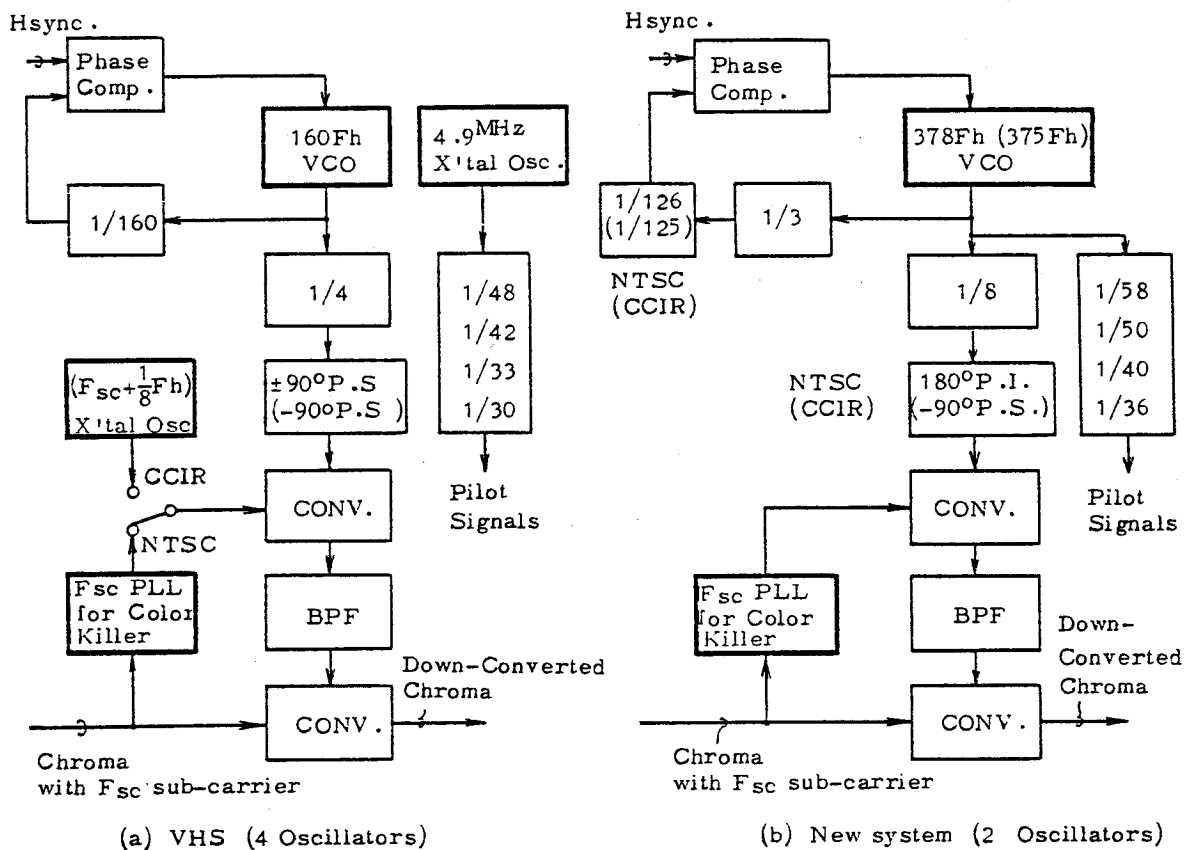 Hsync.
Phase
Comp.
160Fh
VCO
4.9MHz
X'tal Osc.
1/160
1/4
1/48
1/42
1/33
1/30
(Fsc+1/8Fh)
X'tal Osc
±90°P.S
(-90°P.S)
CCIR
NTSC
CONV.
Pilot
Signals
Fsc PLL
for Color
Killer
BPF
Down-Converted
Chroma
CONV.
Chroma
with Fsc sub-carrier
(a) VHS (4 Oscillators)
Hsync.
Phase
Comp.
378Fh (375Fh)
VCO
1/126
(1/125)
1/3
NTSC
(CCIR)
1/8
1/58
1/50
1/40
1/36
NTSC
(CCIR)
180°P.I.
(-90°P.S.)
CONV.
Pilot
Signals
Fsc PLL
for Color
Killer
BPF
Down-
Converted
Chroma
CONV.
Chroma
with Fsc sub-carrier
(b) New system (2 Oscillators)